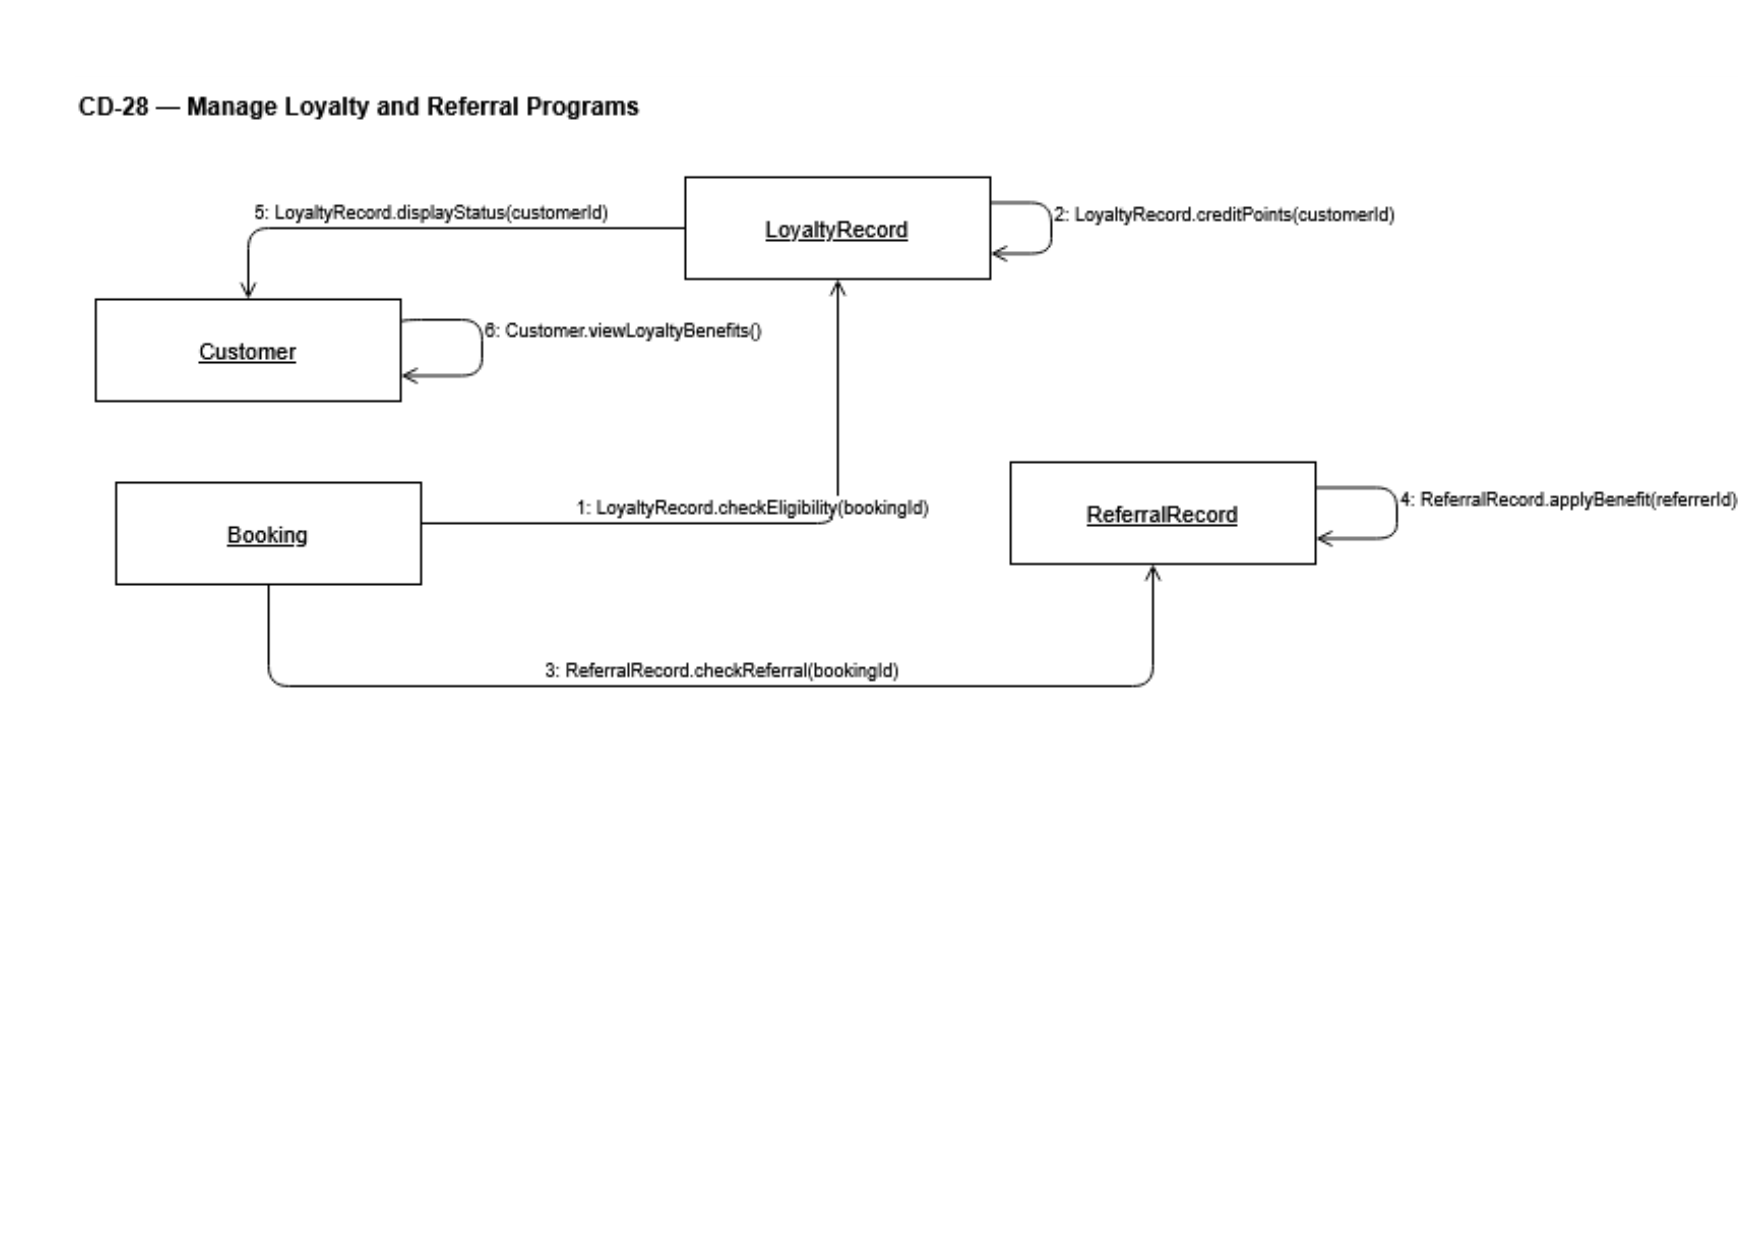 CD-28 — Manage Loyalty and Referral Programs
5: LoyaltyRecord.displayStatus(customerId)
LoyaltyRecord
2: LoyaltyRecord.creditPoints(customerId)
Customer
6: Customer.viewLoyaltyBenefits()
Booking
1: LoyaltyRecord.checkEligibility(bookingId)
ReferralRecord
4: ReferralRecord.applyBenefit(referrerId)
3: ReferralRecord.checkReferral(bookingId)